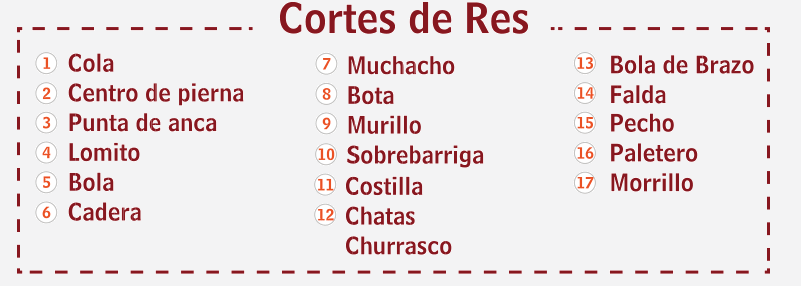 Cortes de Res
1 Cola
2 Centro de pierna
3 Punta de anca
4 Lomito
5 Bola
6 Cadera
7 Muchacho
8 Bota
9 Murillo
10 Sobrebarriga
11 Costilla
12 Chatas
Churrasco
13 Bola de Brazo
14 Falda
15 Pecho
16 Paletero
17 Morrillo